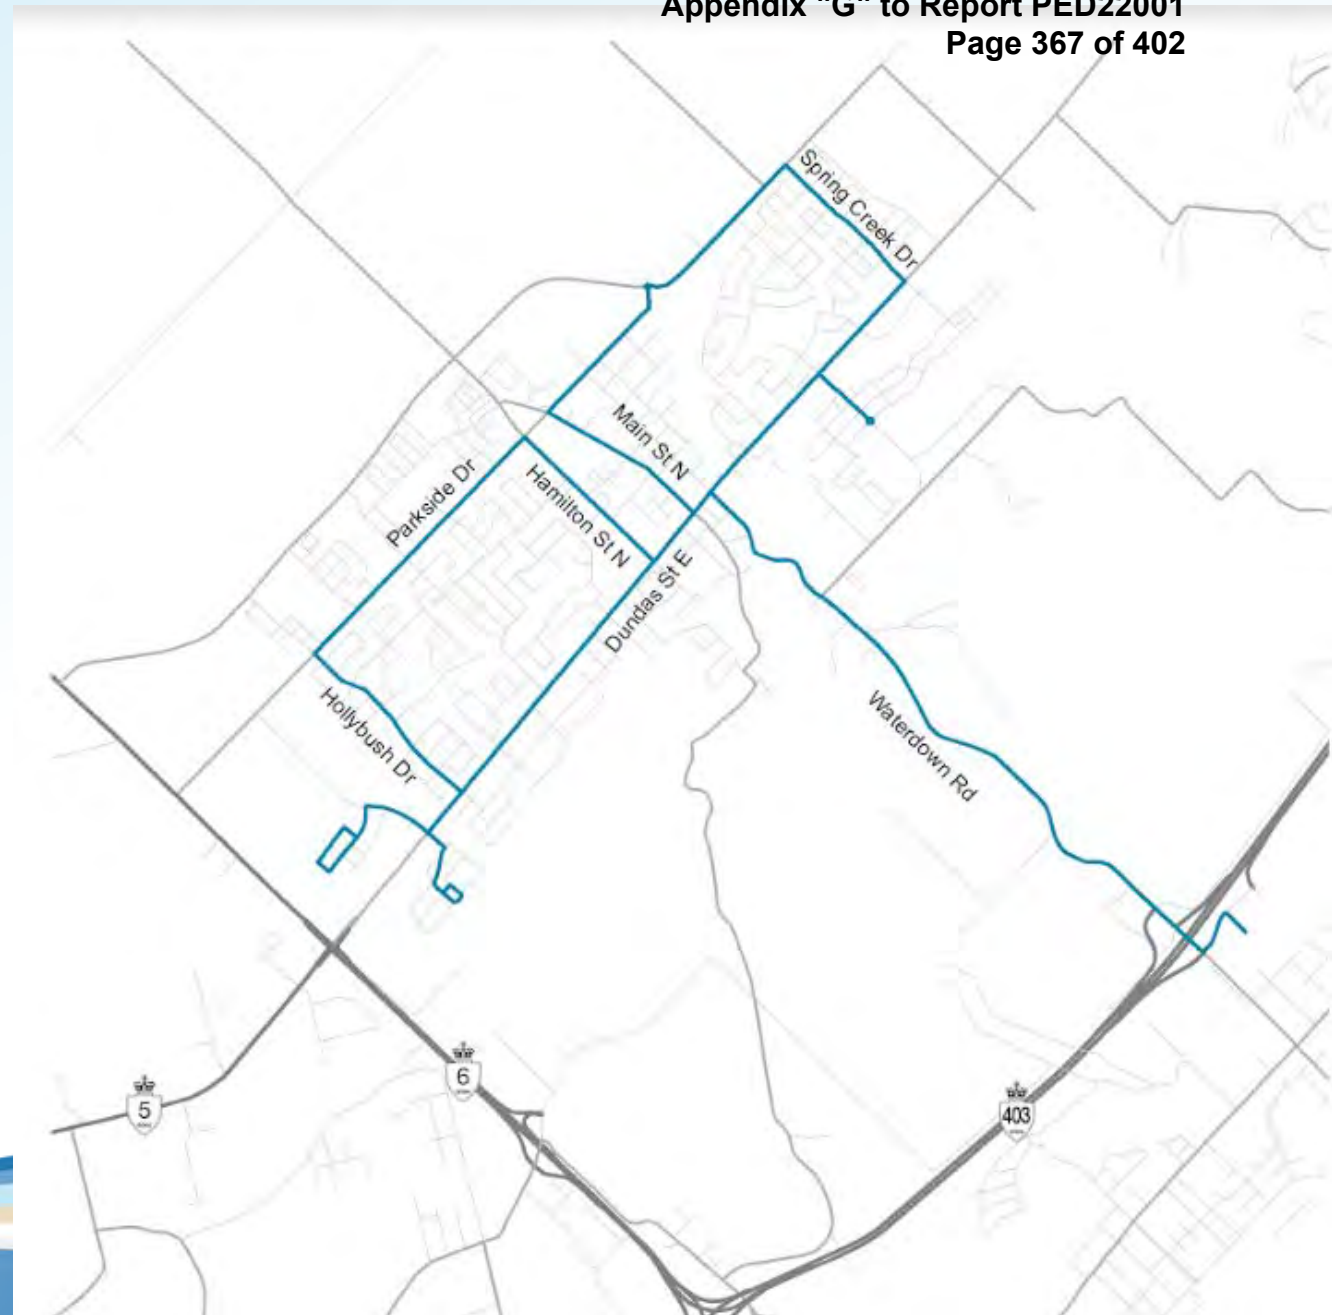 Appendix "G" to Report PED22001
Page 367 of 402
Spring Creek Dr
Main St N
Parkside Dr
Hamilton St N
Dundas St E
Hollybush Dr
Waterdown Rd
6
5
403